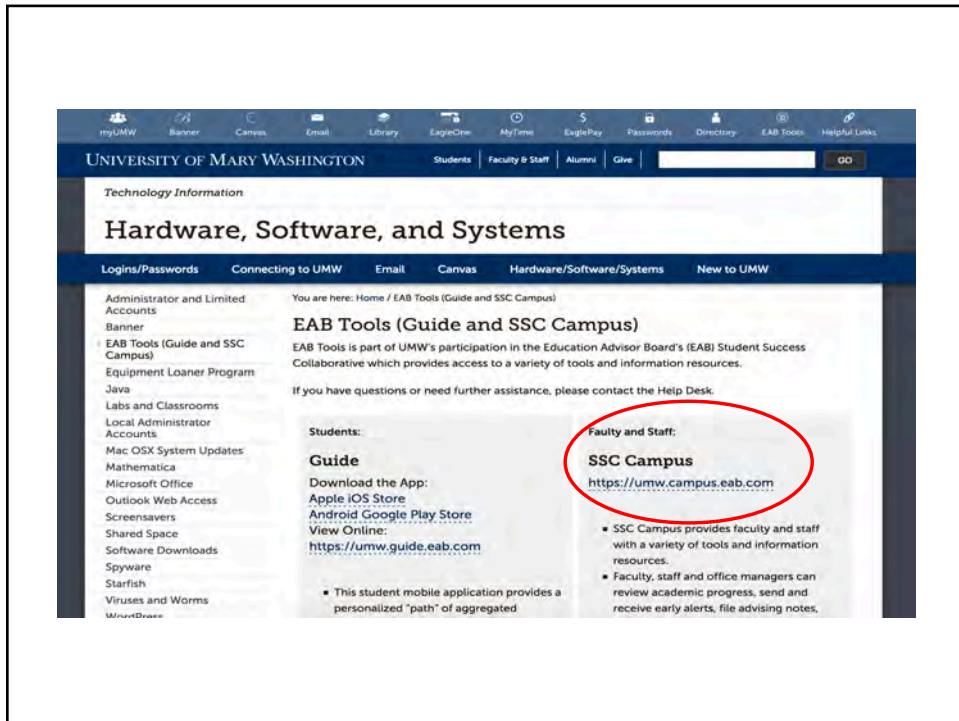 myUMW Banner Canvas Email Library EagleOne MyTime EaglePay Passwords Directory EAB Tools Helpful Links
UNIVERSITY OF MARY WASHINGTON Students Faculty & Staff Alumni Give GO
Technology Information
Hardware, Software, and Systems
Logins/Passwords Connecting to UMW Email Canvas Hardware/Software/Systems New to UMW
Administrator and Limited
Accounts
Banner
EAB Tools (Guide and SSC
Campus)
Equipment Loaner Program
Java
Labs and Classrooms
Local Administrator
Accounts
Mac OSX System Updates
Mathematica
Microsoft Office
Outlook Web Access
Screensavers
Shared Space
Software Downloads
Spyware
Starfish
Viruses and Worms
WordPress
You are here: Home / EAB Tools (Guide and SSC Campus)
EAB Tools (Guide and SSC Campus)
EAB Tools is part of UMW's participation in the Education Advisor Board's (EAB) Student Success
Collaborative which provides access to a variety of tools and information resources.
If you have questions or need further assistance, please contact the Help Desk.
Students:
Guide
Download the App:
Apple iOS Store
Android Google Play Store
View Online:
https://umw.guide.eab.com
▪ This student mobile application provides a
personalized "path" of aggregated
Faulty and Staff:
SSC Campus
https://umw.campus.eab.com
▪ SSC Campus provides faculty and staff
with a variety of tools and information
resources.
▪ Faculty, staff and office managers can
review academic progress, send and
receive early alerts, file advising notes,